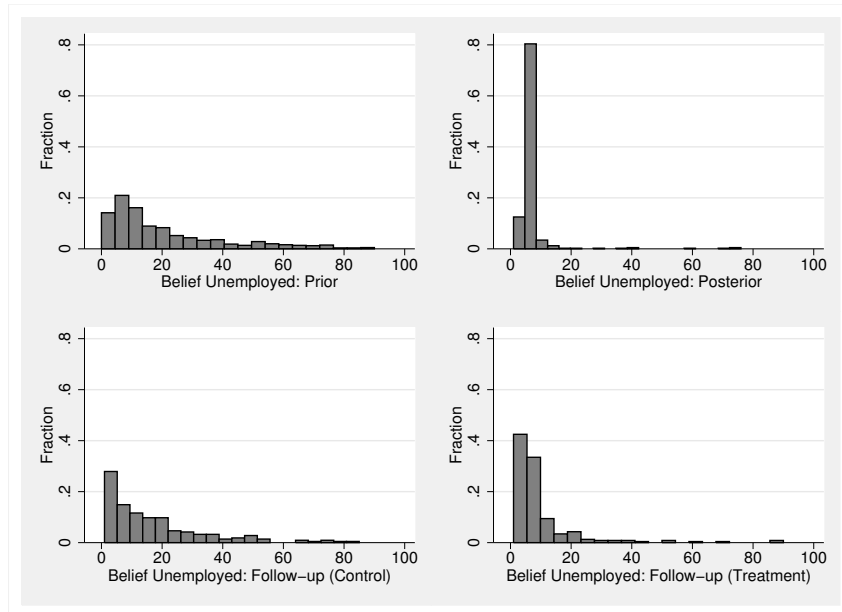 Fraction
0 .2 .4 .6 .8
0 20 40 60 80 100
Belief Unemployed: Prior
Fraction
0 .2 .4 .6 .8
0 20 40 60 80 100
Belief Unemployed: Posterior
Fraction
0 .2 .4 .6 .8
0 20 40 60 80 100
Belief Unemployed: Follow−up (Control)
Fraction
0 .2 .4 .6 .8
0 20 40 60 80 100
Belief Unemployed: Follow−up (Treatment)